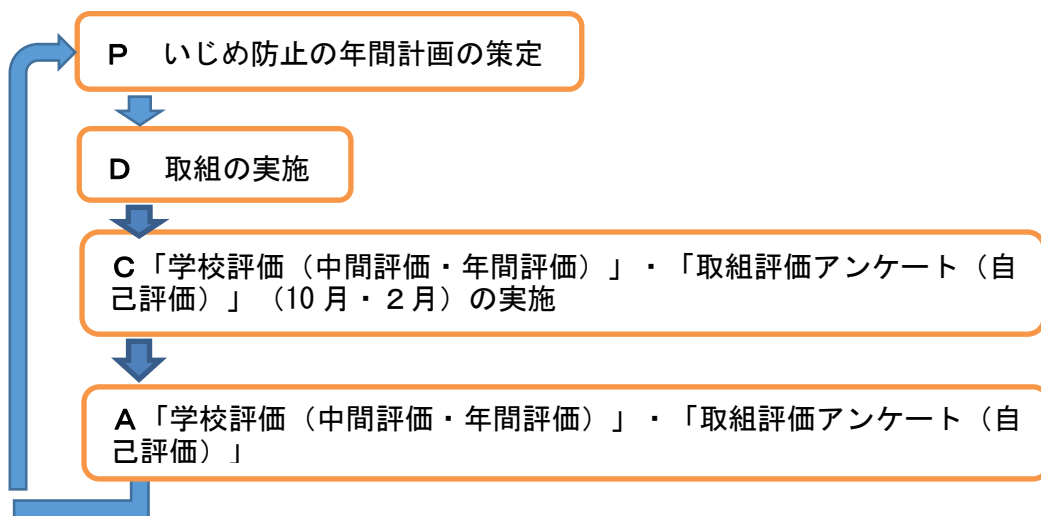 P　いじめ防止の年間計画の策定
D　取組の実施
C「学校評価（中間評価・年間評価）」・「取組評価アンケート（自
己評価）」（10月・２月）の実施
A「学校評価（中間評価・年間評価）」・「取組評価アンケート（自
己評価）」